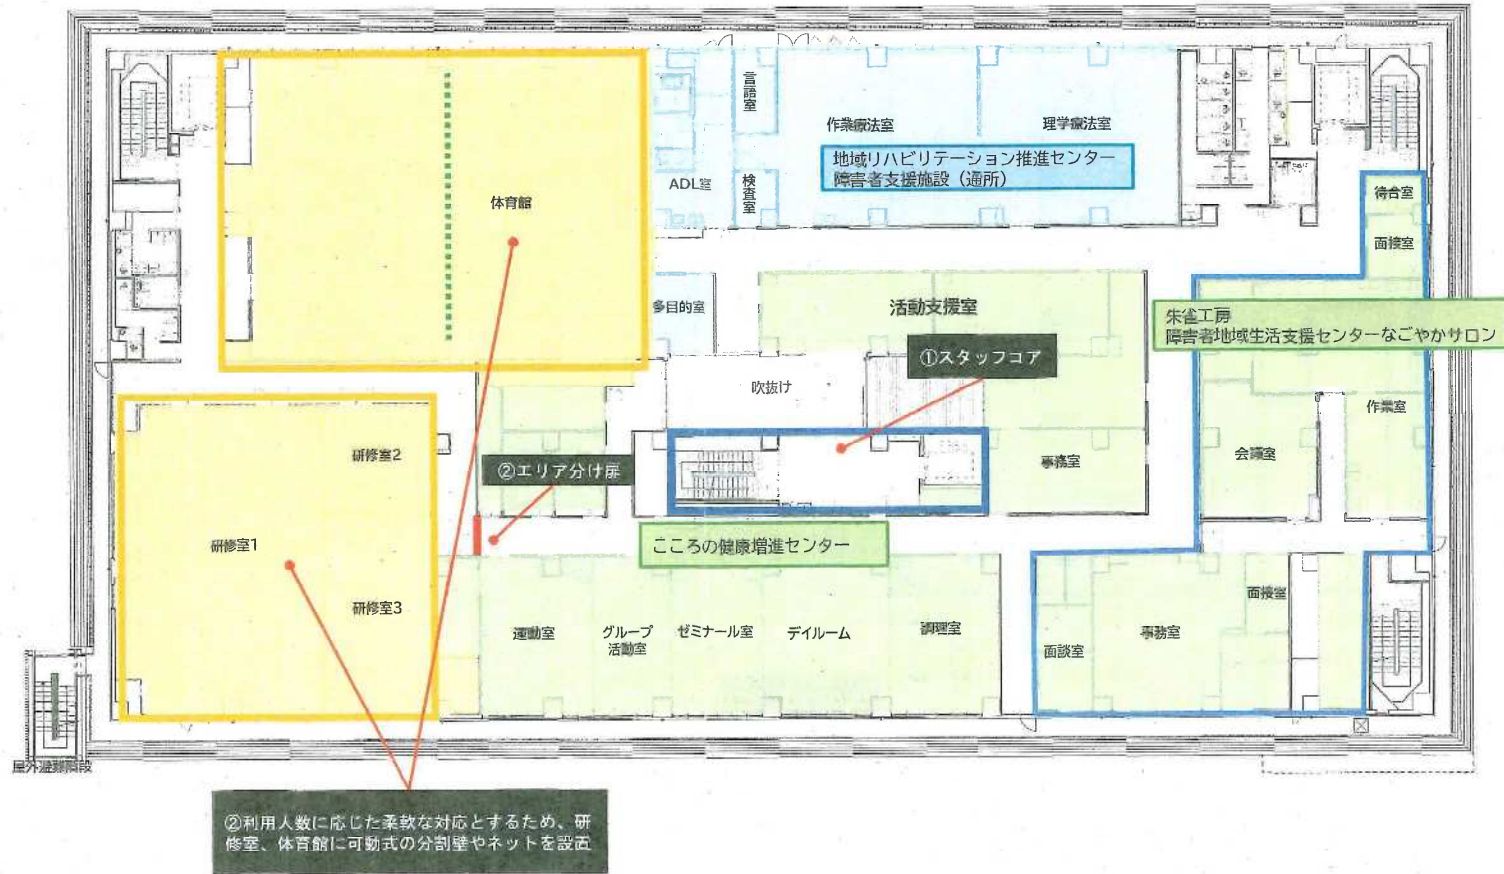 言語室
作業療法室
理学療法室
地域リハビリテーション推進センター
障害者支援施設（通所）
ADL室
検査室
体育館
待合室
面接室
多目的室
活動支援室
朱雀工房
障害者地域生活支援センターなごやかサロン
①スタッフコア
吹抜け
作業室
研修室2
②エリア分け扉
事務室
会議室
研修室1
こころの健康増進センター
研修室3
運動室
グループ
活動室
ゼミナール室
デイルーム
調理室
面接室
面談室
事務室
屋外避難階段
②利用人数に応じた柔軟な対応とするため、研
修室、体育館に可動式の分割壁やネットを設置